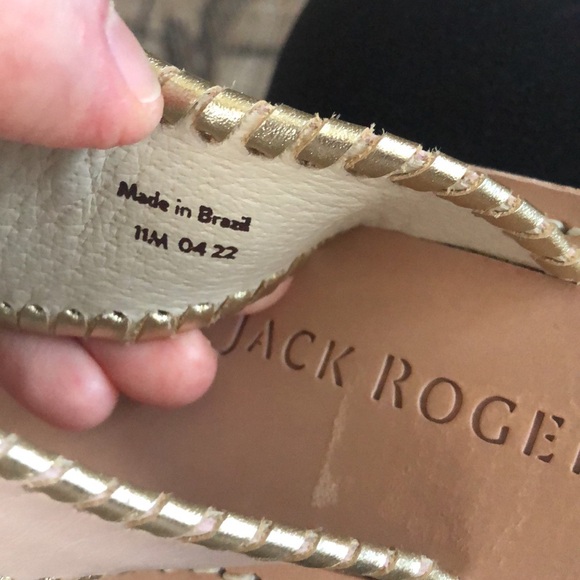 Made in Brazil
11M 04 22
JACK ROGE